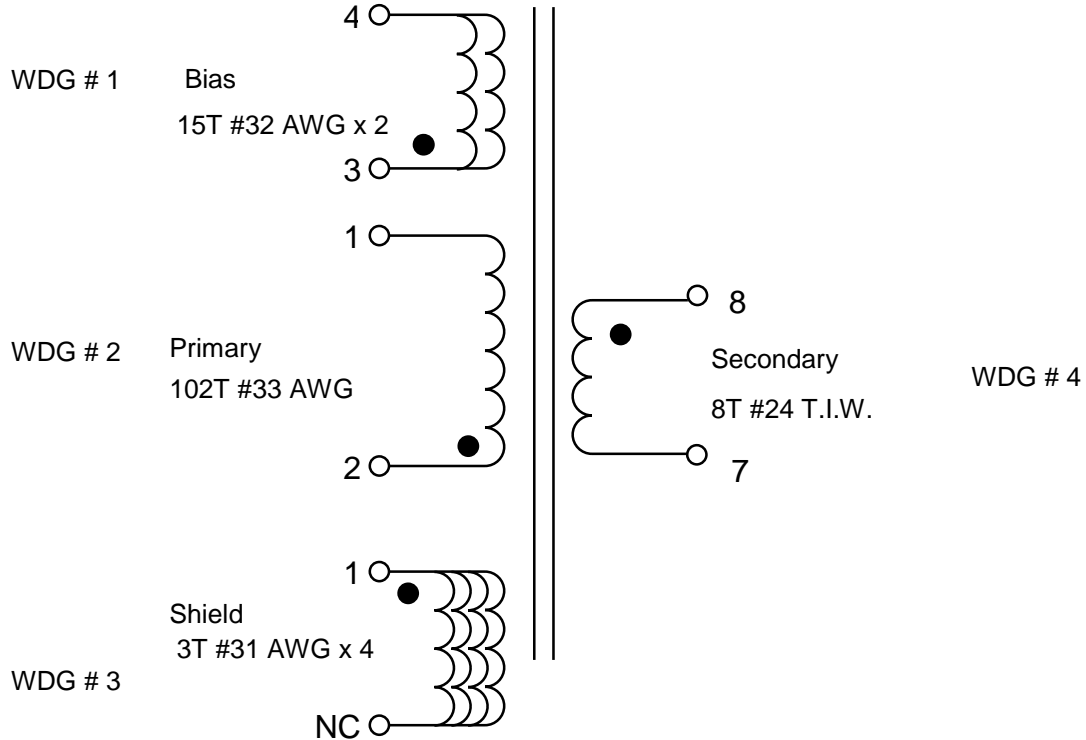 4
WDG # 1
Bias
15T #32 AWG x 2
3
1
WDG # 2
Primary
102T #33 AWG
2
8
Secondary
8T #24 T.I.W.
WDG # 4
7
1
Shield
3T #31 AWG x 4
WDG # 3
NC